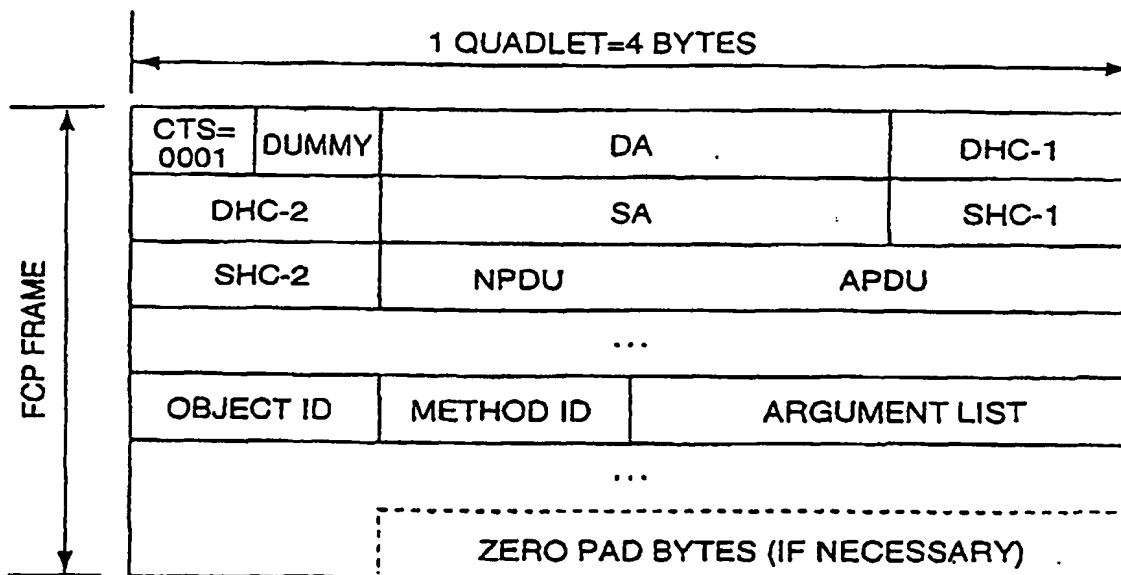 1 QUADLET=4 BYTES
FCP FRAME
CTS=
0001
DUMMY
DA
DHC-1
DHC-2
SA
SHC-1
SHC-2
NPDU
APDU
...
OBJECT ID
METHOD ID
ARGUMENT LIST
...
ZERO PAD BYTES (IF NECESSARY)